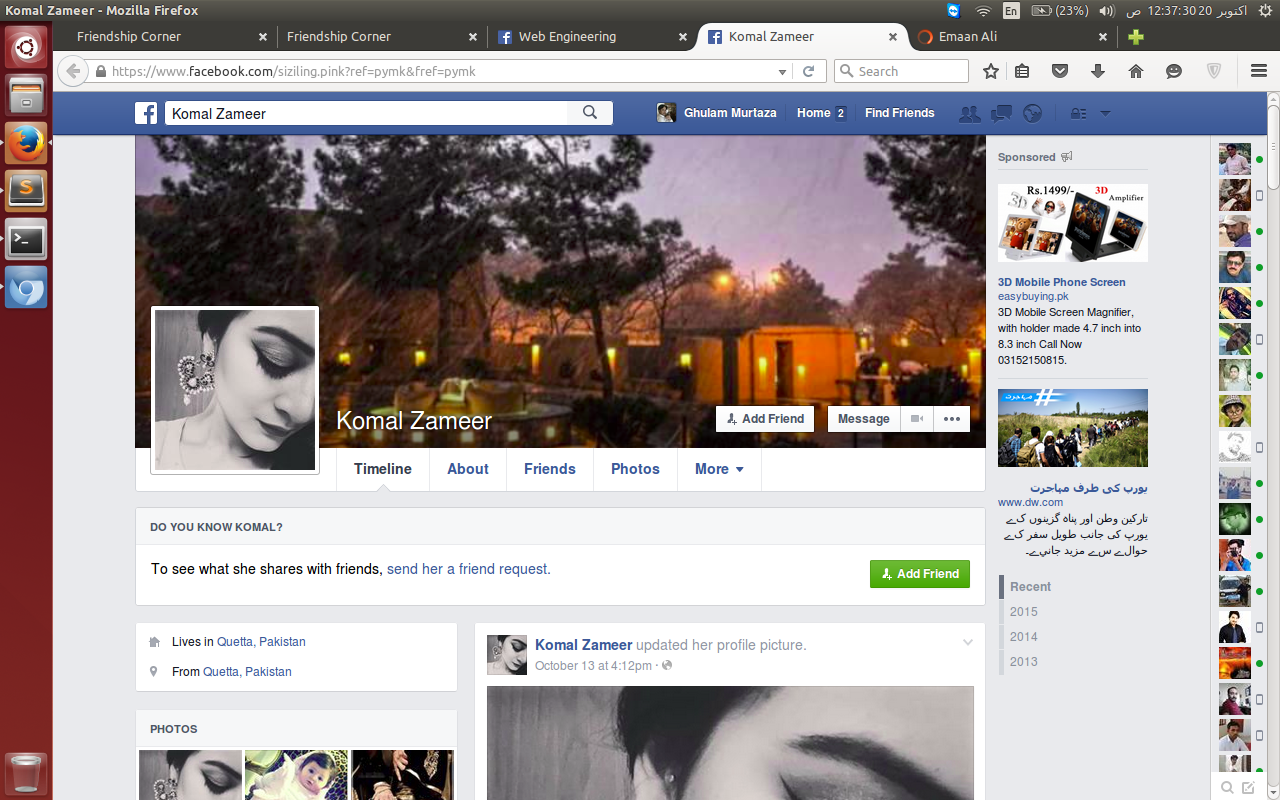 Komal Zameer - Mozilla Firefox
En
(23%)
ص 12:37:30 20 اکتوبر
Friendship Corner
Friendship Corner
Web Engineering
Komal Zameer
Emaan Ali
https://www.facebook.com/siziling.pink?ref=pymk&fref=pymk
Search
Komal Zameer
Ghulam Murtaza
Home 2
Find Friends
Komal Zameer
Add Friend
Message
Timeline
About
Friends
Photos
More
DO YOU KNOW KOMAL?
To see what she shares with friends, send her a friend request.
Add Friend
Lives in Quetta, Pakistan
From Quetta, Pakistan
PHOTOS
Komal Zameer updated her profile picture.
October 13 at 4:12pm ·
Sponsored
Rs.1499/-
3D
3D
Amplifier
3D Mobile Phone Screen
easybuying.pk
3D Mobile Screen Magnifier,
with holder made 4.7 inch into
8.3 inch Call Now
03152150815.
مہاجرت
#
یورپ کی طرف مہاجرت
www.dw.com
تارکین وطن اور پناہ گزینوں کے
یورپ کی جانب طویل سفر کے
حوالے سے مزید جانیے۔
Recent
2015
2014
2013